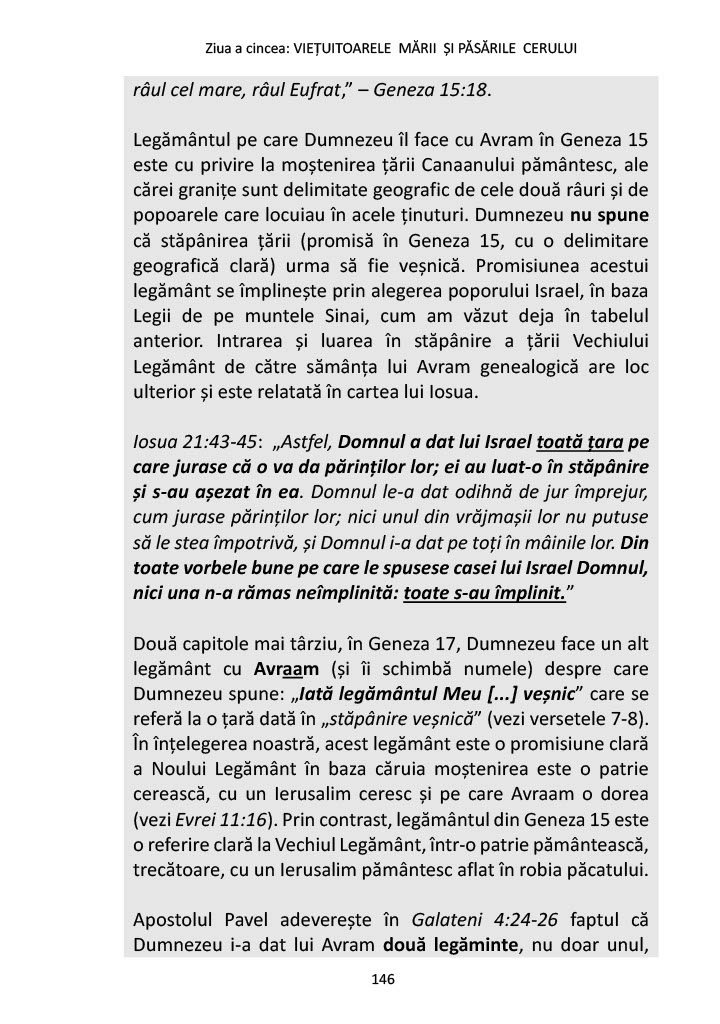 Ziua a cincea: VIEȚUITOARELE MĂRII ȘI PĂSĂRILE CERULUI
râul cel mare, râul Eufrat,” – Geneza 15:18.
Legământul pe care Dumnezeu îl face cu Avram în Geneza 15
este cu privire la moștenirea țării Canaanului pământesc, ale
cărei granițe sunt delimitate geografic de cele două râuri și de
popoarele care locuiau în acele ținuturi. Dumnezeu nu spune
că stăpânirea țării (promisă în Geneza 15, cu o delimitare
geografică clară) urma să fie veșnică. Promisiunea acestui
legământ se împlinește prin alegerea poporului Israel, în baza
Legii de pe muntele Sinai, cum am văzut deja în tabelul
anterior. Intrarea și luarea în stăpânire a țării Vechiului
Legământ de către sămânța lui Avram genealogică are loc
ulterior și este relatată în cartea lui Iosua.
Iosua 21:43-45: „Astfel, Domnul a dat lui Israel toată țara pe
care jurase că o va da părinților lor; ei au luat-o în stăpânire
și s-au așezat în ea. Domnul le-a dat odihnă de jur împrejur,
cum jurase părinților lor; nici unul din vrăjmașii lor nu putuse
să le stea împotrivă, și Domnul i-a dat pe toți în mâinile lor. Din
toate vorbele bune pe care le spusese casei lui Israel Domnul,
nici una n-a rămas neîmplinită: toate s-au împlinit.”
Două capitole mai târziu, în Geneza 17, Dumnezeu face un alt
legământ cu Avraam (și îi schimbă numele) despre care
Dumnezeu spune: „Iată legământul Meu [...] veșnic” care se
referă la o țară dată în „stăpânire veșnică” (vezi versetele 7-8).
În înțelegerea noastră, acest legământ este o promisiune clară
a Noului Legământ în baza căruia moștenirea este o patrie
cerească, cu un Ierusalim ceresc și pe care Avraam o dorea
(vezi Evrei 11:16). Prin contrast, legământul din Geneza 15 este
o referire clară la Vechiul Legământ, într-o patrie pământească,
trecătoare, cu un Ierusalim pământesc aflat în robia păcatului.
Apostolul Pavel adeverește în Galateni 4:24-26 faptul că
Dumnezeu i-a dat lui Avram două legăminte, nu doar unul,
146